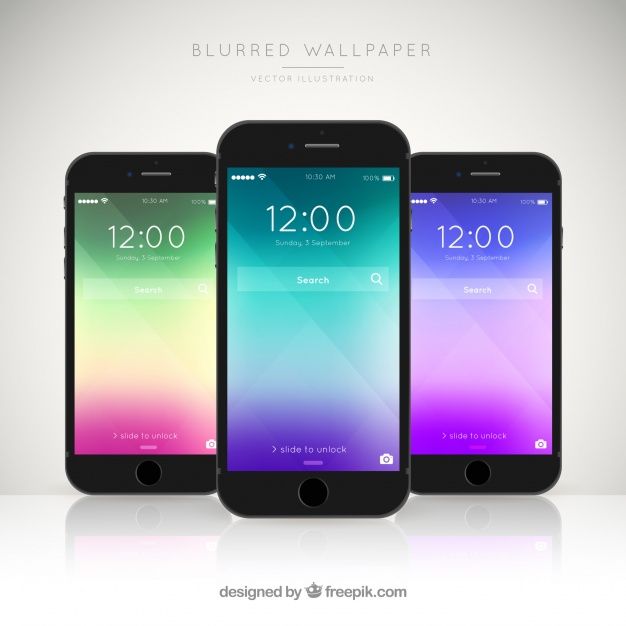 BLURRED WALLPAPER
VECTOR ILLUSTRATION
10:30 AM 100%
12:00
Sunday, 3 September
Search
> slide to unlock
10:30 AM 100%
12:00
Sunday, 3 September
Search
> slide to unlock
10:30 AM 100%
12:00
Sunday, 3 September
Search
> slide to unlock
designed by freepik.com